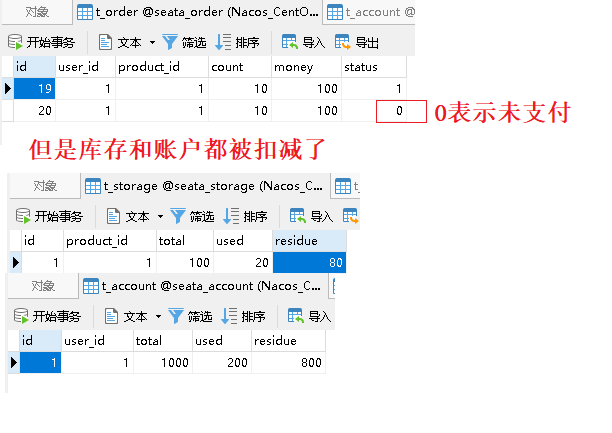 对象 t_order @seata_order (Nacos_CentO... t_account @
开始事务 文本 筛选 排序 导入 导出
id user_id product_id count money status
19 1 1 10 100 1
20 1 1 10 100 0
0表示未支付
但是库存和账户都被扣减了
对象 t_storage @seata_storage (Nacos_C... t_
开始事务 文本 筛选 排序 导入
id product_id total used residue
1 1 100 20 80
对象 t_account @seata_account (Nacos_C...
开始事务 文本 筛选 排序 导入
id user_id total used residue
1 1 1000 200 800